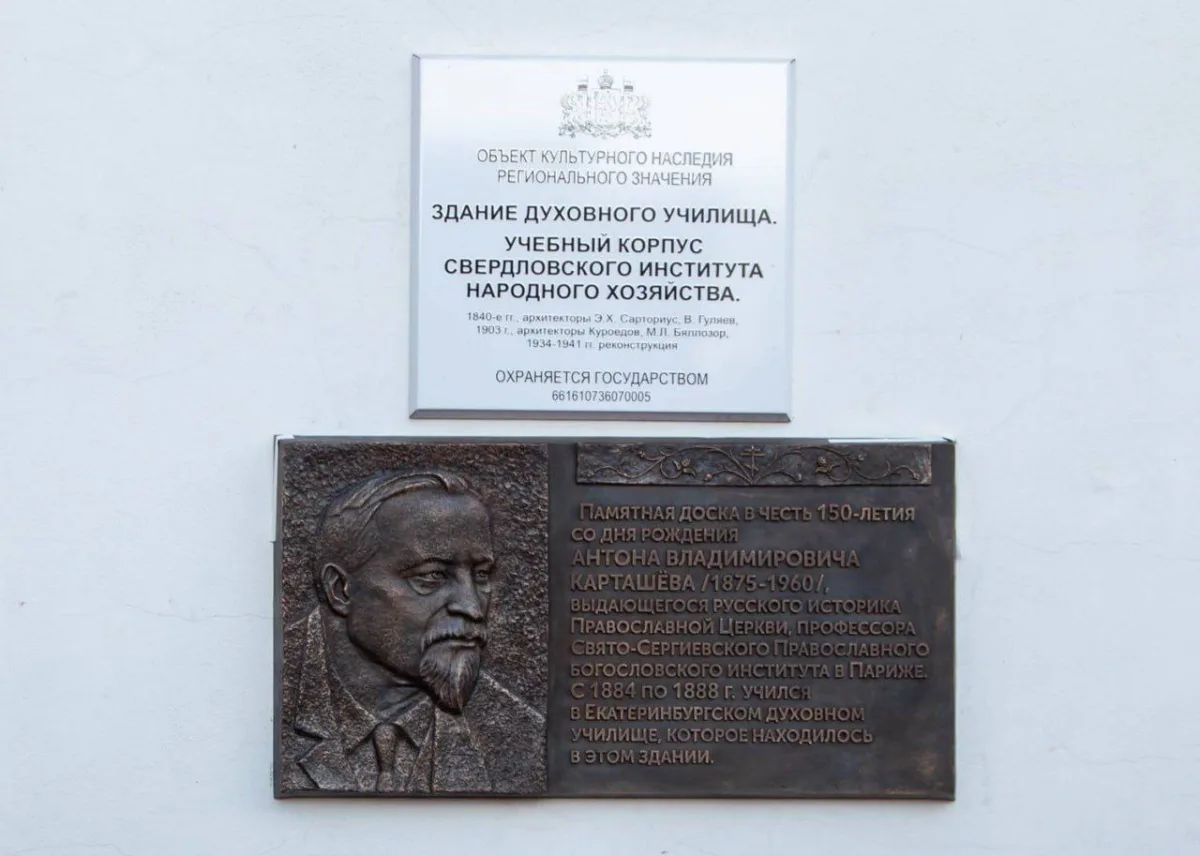 ОБЪЕКТ КУЛЬТУРНОГО НАСЛЕДИЯ
РЕГИОНАЛЬНОГО ЗНАЧЕНИЯ
ЗДАНИЕ ДУХОВНОГО УЧИЛИЩА.
УЧЕБНЫЙ КОРПУС
СВЕРДЛОВСКОГО ИНСТИТУТА
НАРОДНОГО ХОЗЯЙСТВА.
1840-е гг., архитекторы Э.Х. Сарториус, В. Гуляев,
1903 г., архитекторы Куроедов, М.Л. Бяллозор,
1934-1941 гг. реконструкция
ОХРАНЯЕТСЯ ГОСУДАРСТВОМ
661610736070005
Памятная доска в честь 150-летия
со дня рождения
Антона Владимировича
Карташёва /1875-1960/,
выдающегося русского историка
Православной Церкви, профессора
Свято-Сергиевского Православного
богословского института в Париже.
С 1884 по 1888 г. учился
в Екатеринбургском духовном
училище, которое находилось
в этом здании.